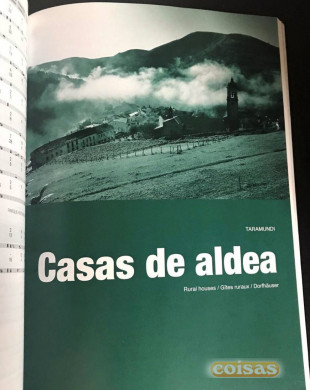 TARAMUNDI
Casas de aldea
Rural houses / Gîtes ruraux / Dorfhäuser
coisas